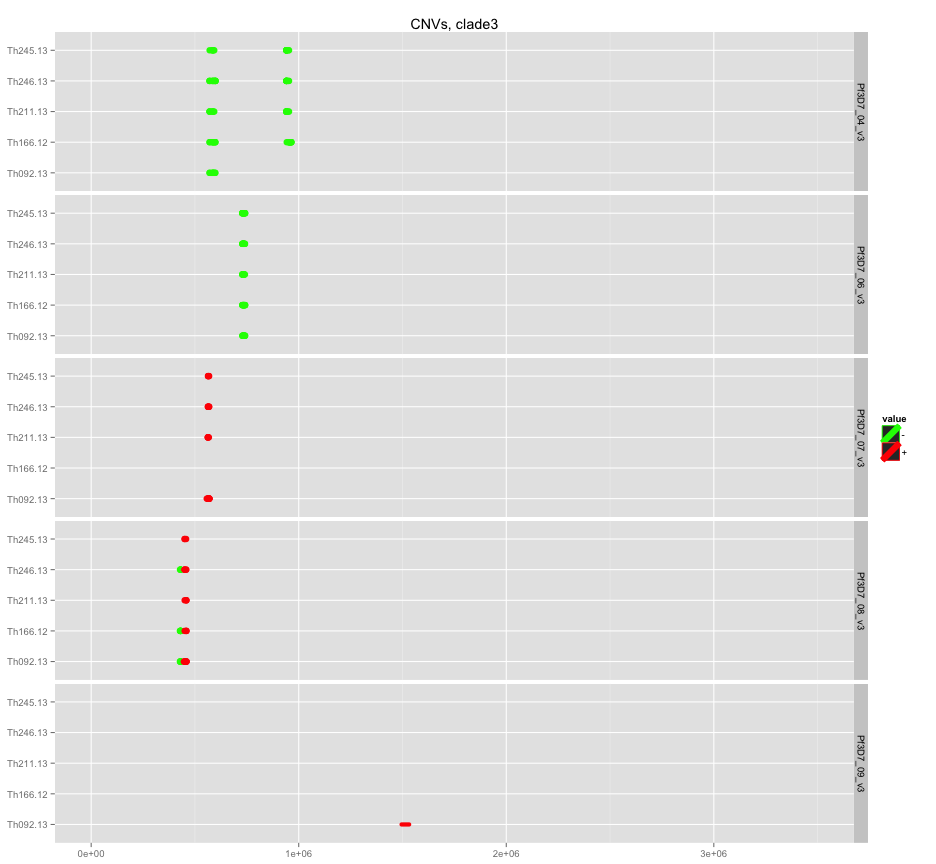 CNVs, clade3
Th245.13
Th246.13
Th211.13
Th166.12
Th092.13
Pf3D7_04_v3
Th245.13
Th246.13
Th211.13
Th166.12
Th092.13
Pf3D7_06_v3
Th245.13
Th246.13
Th211.13
Th166.12
Th092.13
Pf3D7_07_v3
Th245.13
Th246.13
Th211.13
Th166.12
Th092.13
Pf3D7_08_v3
Th245.13
Th246.13
Th211.13
Th166.12
Th092.13
Pf3D7_09_v3
0e+00
1e+06
2e+06
3e+06
value
-
+